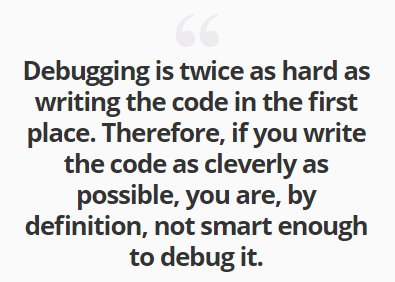 Debugging is twice as hard as
writing the code in the first
place. Therefore, if you write
the code as cleverly as
possible, you are, by
definition, not smart enough
to debug it.